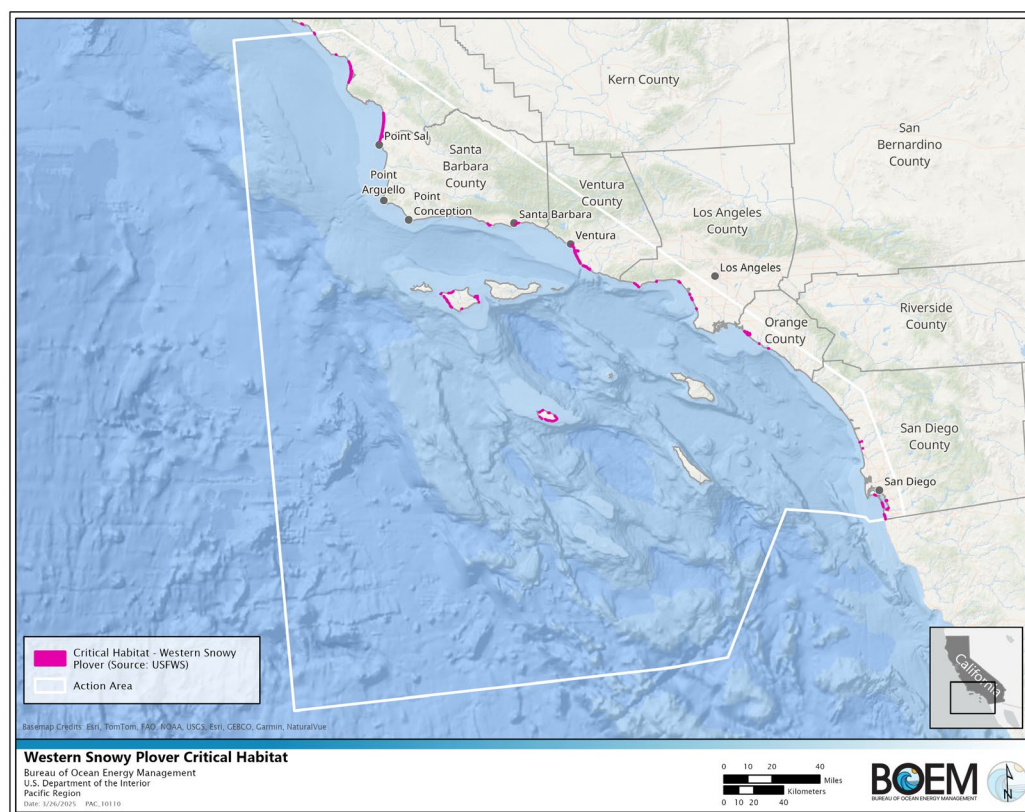 Kern County
San
Bernardino
County
Point Sal
Santa
Barbara
County
Point
Arguello
Point
Conception
Ventura
County
Santa Barbara
Ventura
Los Angeles
County
Los Angeles
Orange
County
Riverside
County
San Diego
County
San Diego
California
Critical Habitat - Western Snowy
Plover (Source: USFWS)
Action Area
Basemap Credits: Esri, TomTom, FAO, NOAA, USGS, Esri, GEBCO, Garmin, NaturalVue
Western Snowy Plover Critical Habitat
Bureau of Ocean Energy Management
U.S. Department of the Interior
Pacific Region
Date: 3/26/2025 PAC_10110
0 10 20 40
Miles
Kilometers
0 10 20 40
BOEM
BUREAU OF OCEAN ENERGY MANAGEMENT
N